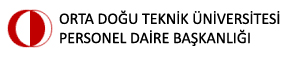 ORTA DOĞU TEKNİK ÜNİVERSİTESİ
PERSONEL DAİRE BAŞKANLIĞI